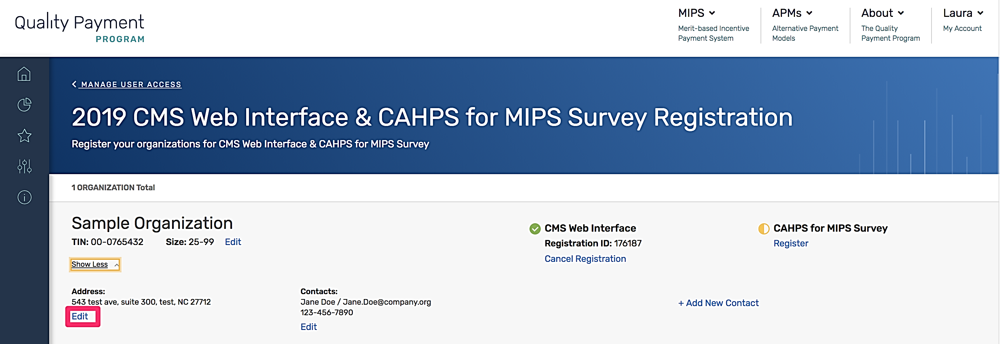 Quality Payment
PROGRAM
MIPS
Merit-based Incentive
Payment System
APMs
Alternative Payment
Models
About
The Quality
Payment Program
Laura
My Account
MANAGE USER ACCESS
2019 CMS Web Interface & CAHPS for MIPS Survey Registration
Register your organizations for CMS Web Interface & CAHPS for MIPS Survey
1 ORGANIZATION Total
Sample Organization
TIN: 00-0765432 Size: 25-99 Edit
Show Less
CMS Web Interface
Registration ID: 176187
Cancel Registration
CAHPS for MIPS Survey
Register
Address:
543 test ave, suite 300, test, NC 27712
Edit
Contacts:
Jane Doe / Jane.Doe@company.org
123-456-7890
Edit
+ Add New Contact